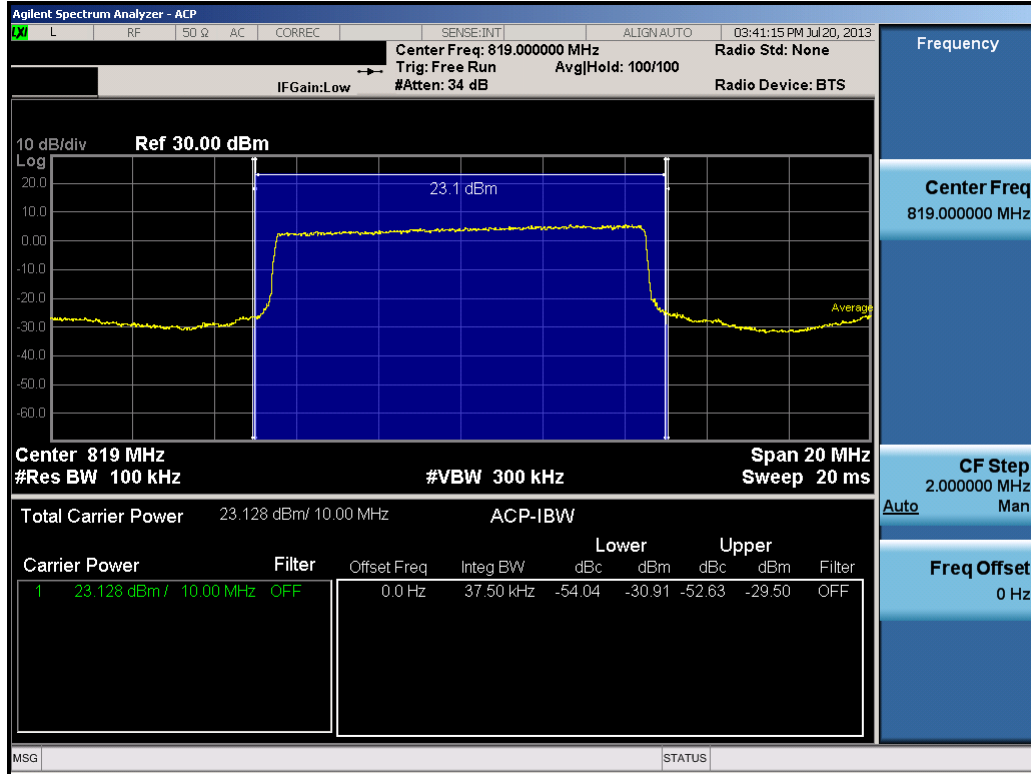 Agilent Spectrum Analyzer - ACP
LXI L RF 50 Ω AC CORREC SENSE:INT ALIGN AUTO 03:41:15 PM Jul 20, 2013
Center Freq: 819.000000 MHz Radio Std: None
Trig: Free Run Avg|Hold: 100/100
IFGain:Low #Atten: 34 dB Radio Device: BTS
10 dB/div Ref 30.00 dBm
Log
20.0
10.0
0.00
-10.0
-20.0
-30.0
-40.0
-50.0
-60.0
23.1 dBm
Average
Center 819 MHz Span 20 MHz
#Res BW 100 kHz #VBW 300 kHz Sweep 20 ms
Total Carrier Power 23.128 dBm/ 10.00 MHz ACP-IBW
Lower Upper
Carrier Power Filter Offset Freq Integ BW dBc dBm dBc dBm Filter
1 23.128 dBm / 10.00 MHz OFF 0.0 Hz 37.50 kHz -54.04 -30.91 -52.63 -29.50 OFF
MSG STATUS
Frequency
Center Freq
819.000000 MHz
CF Step
2.000000 MHz
Auto Man
Freq Offset
0 Hz